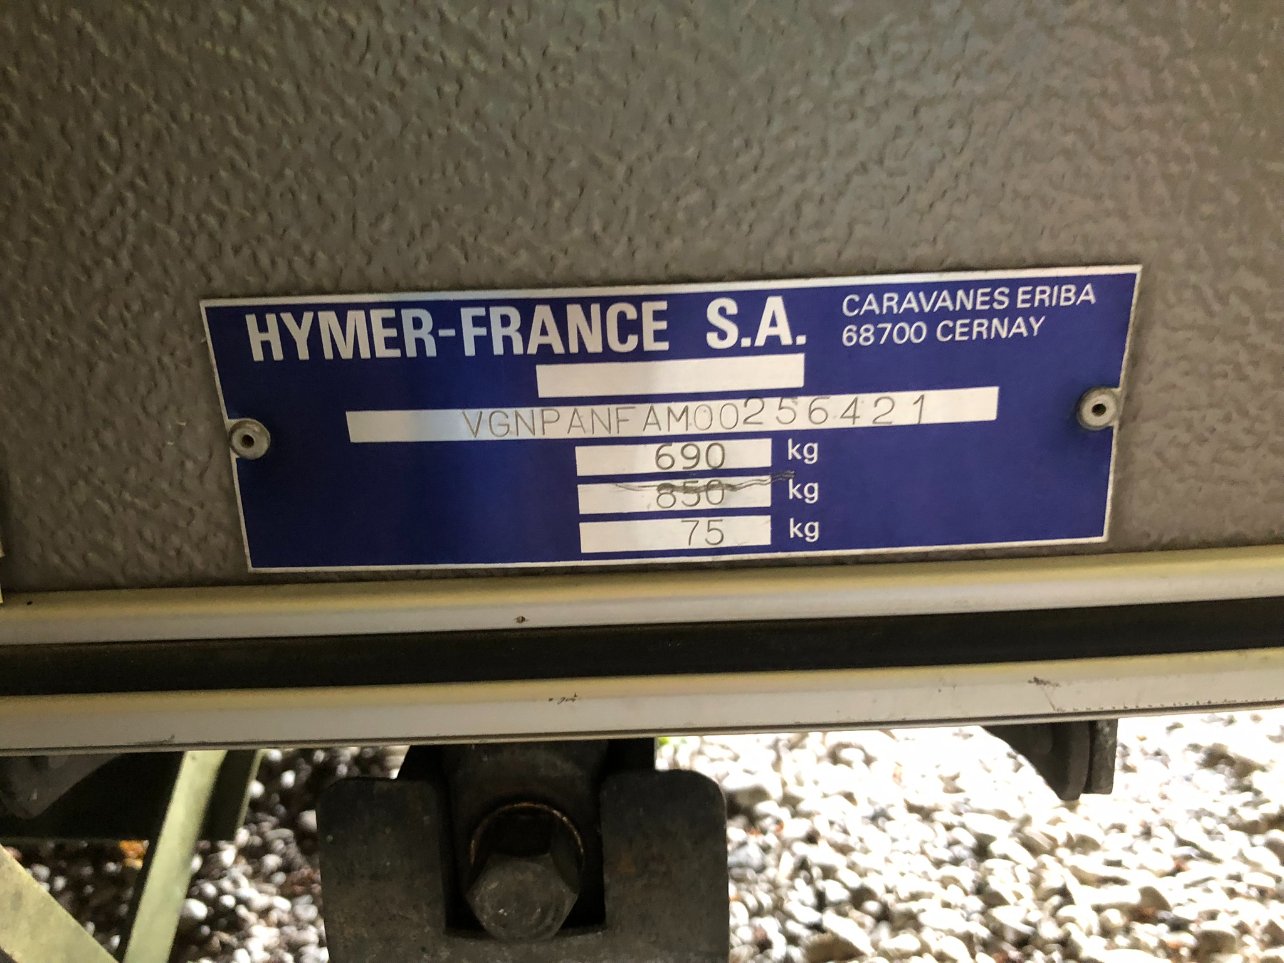 HYMER-FRANCE S.A.
CARAVANES ERIBA
68700 CERNAY
VGNPANFAM00256421
690 kg
850 kg
75 kg